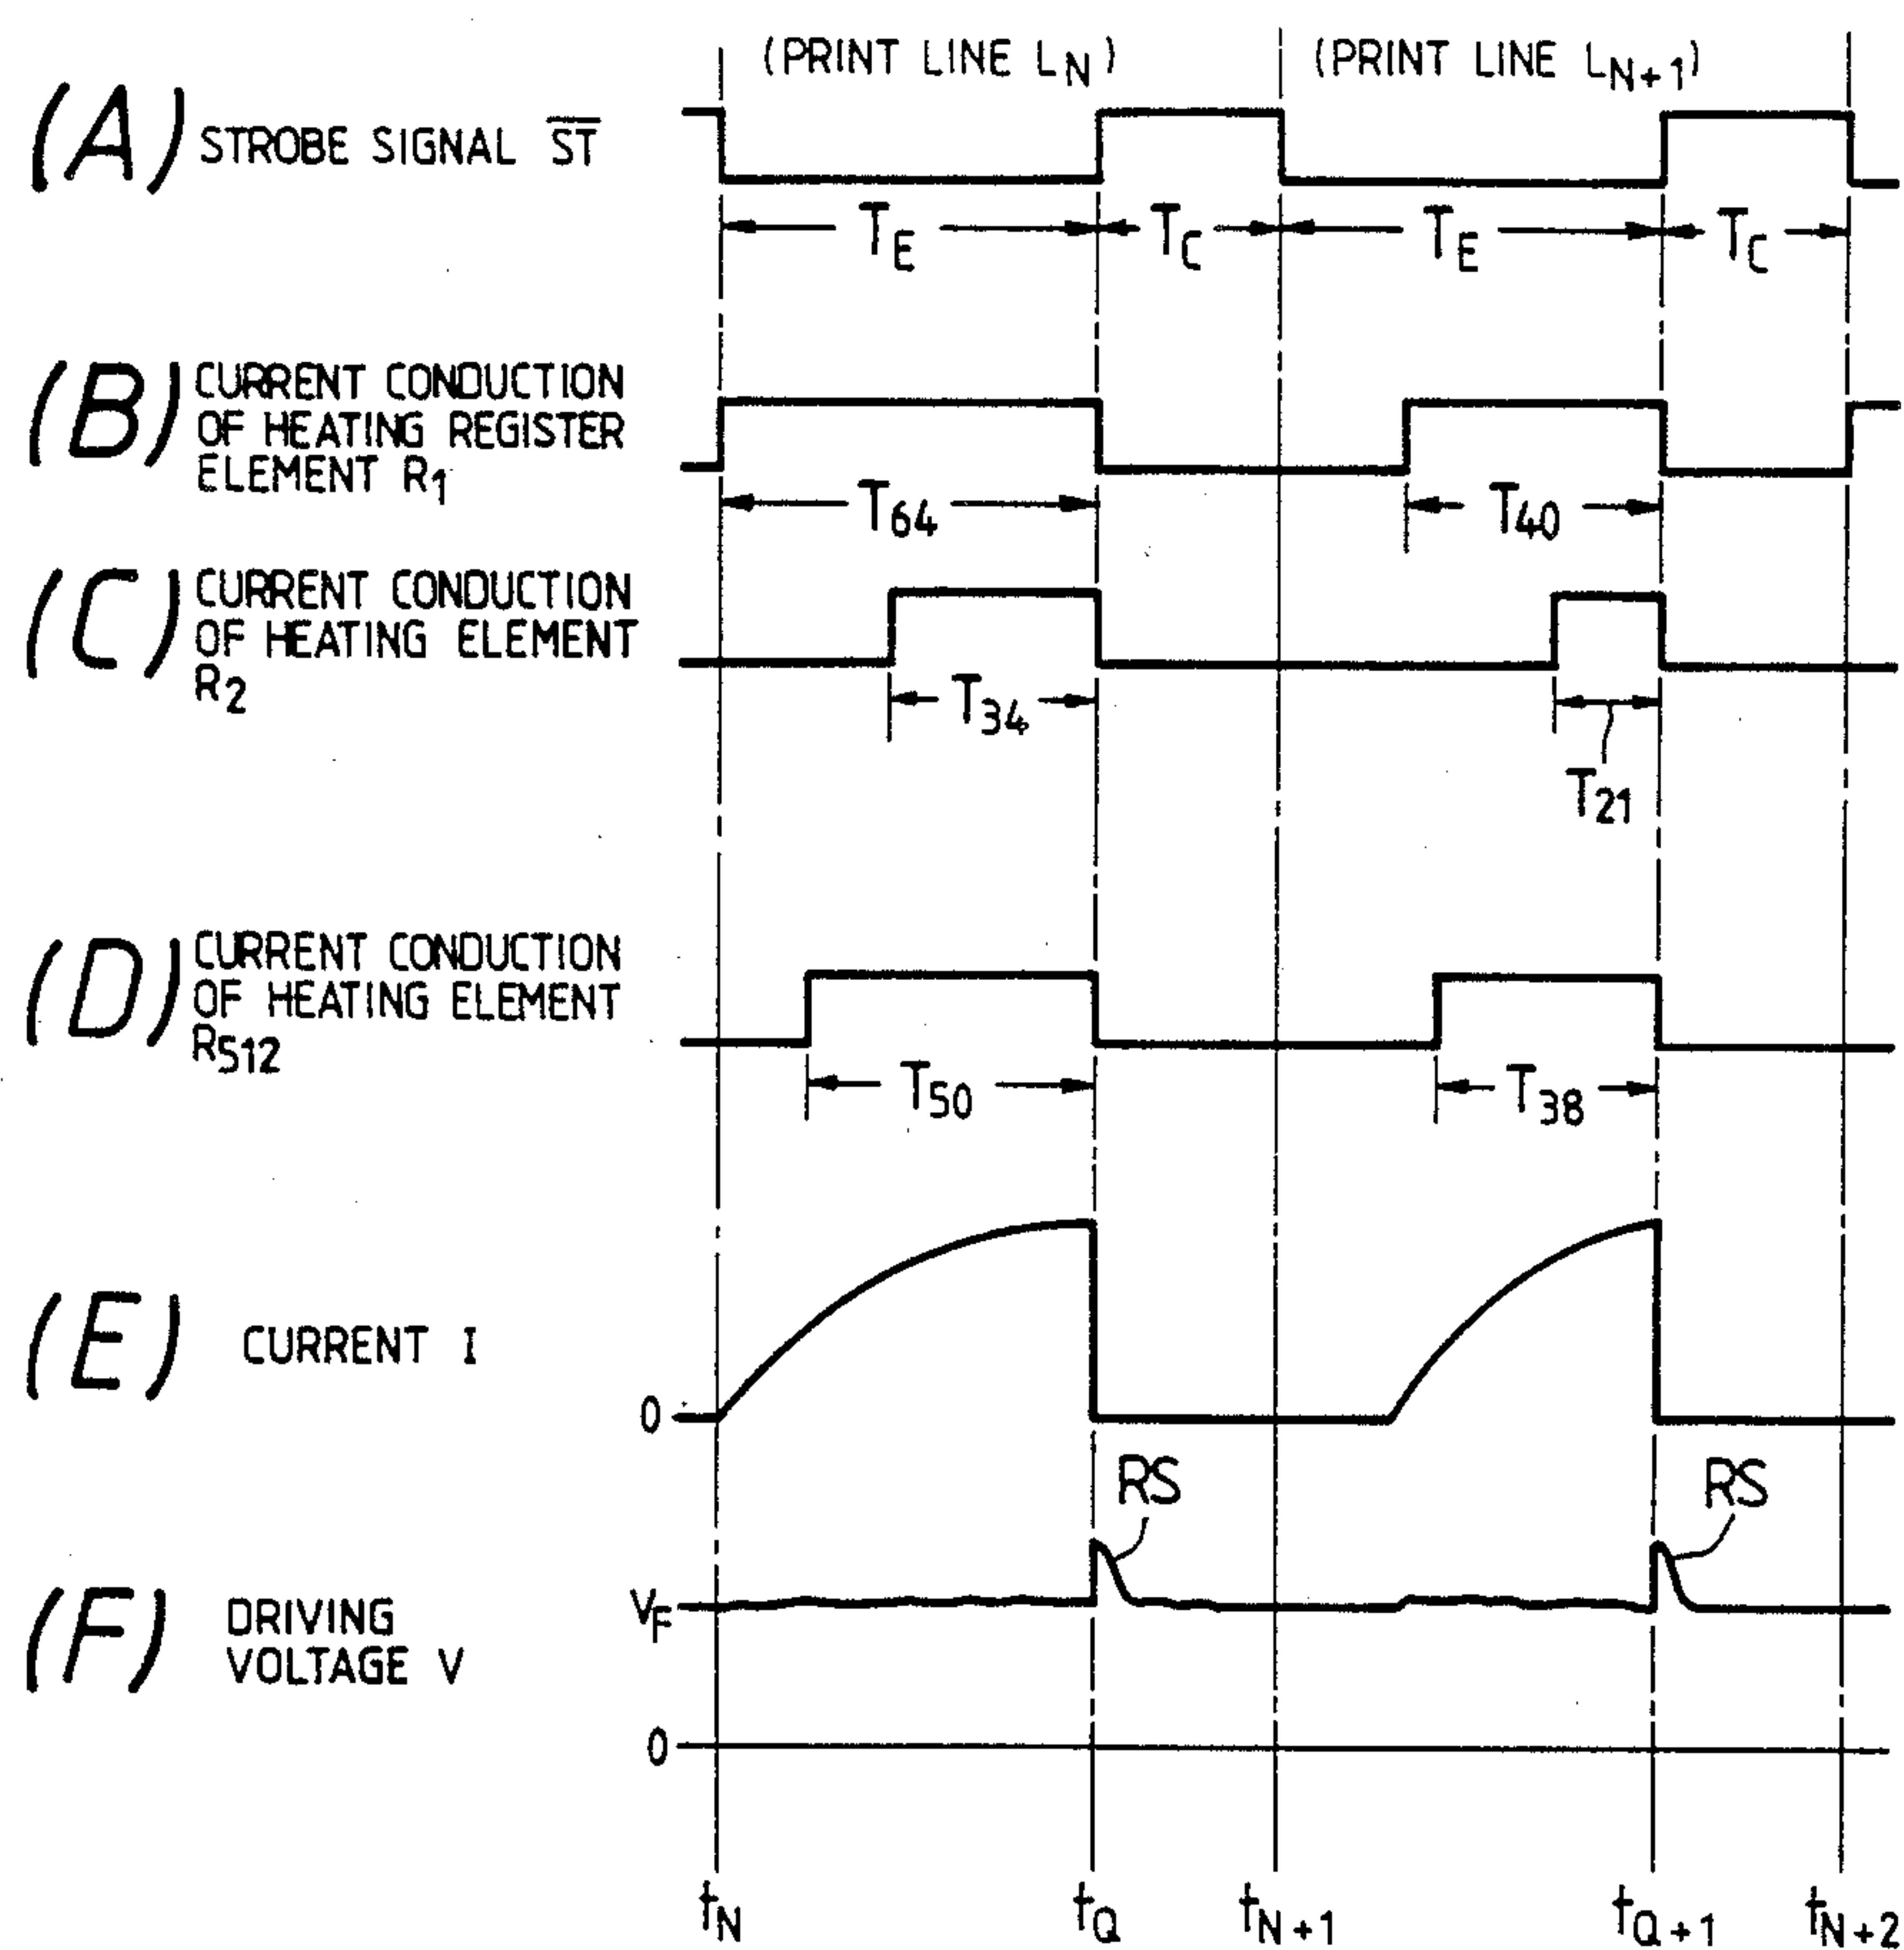 (PRINT LINE LN) (PRINT LINE LN+1)
(A) STROBE SIGNAL ST
TE TC TE TC
(B) CURRENT CONDUCTION
OF HEATING REGISTER
ELEMENT R1
T64 T40
(C) CURRENT CONDUCTION
OF HEATING ELEMENT
R2
T34
T21
(D) CURRENT CONDUCTION
OF HEATING ELEMENT
R512
T50 T38
(E) CURRENT I
0
RS RS
(F) DRIVING
VOLTAGE V
VF
0
tN tQ tN+1 tQ+1 tN+2